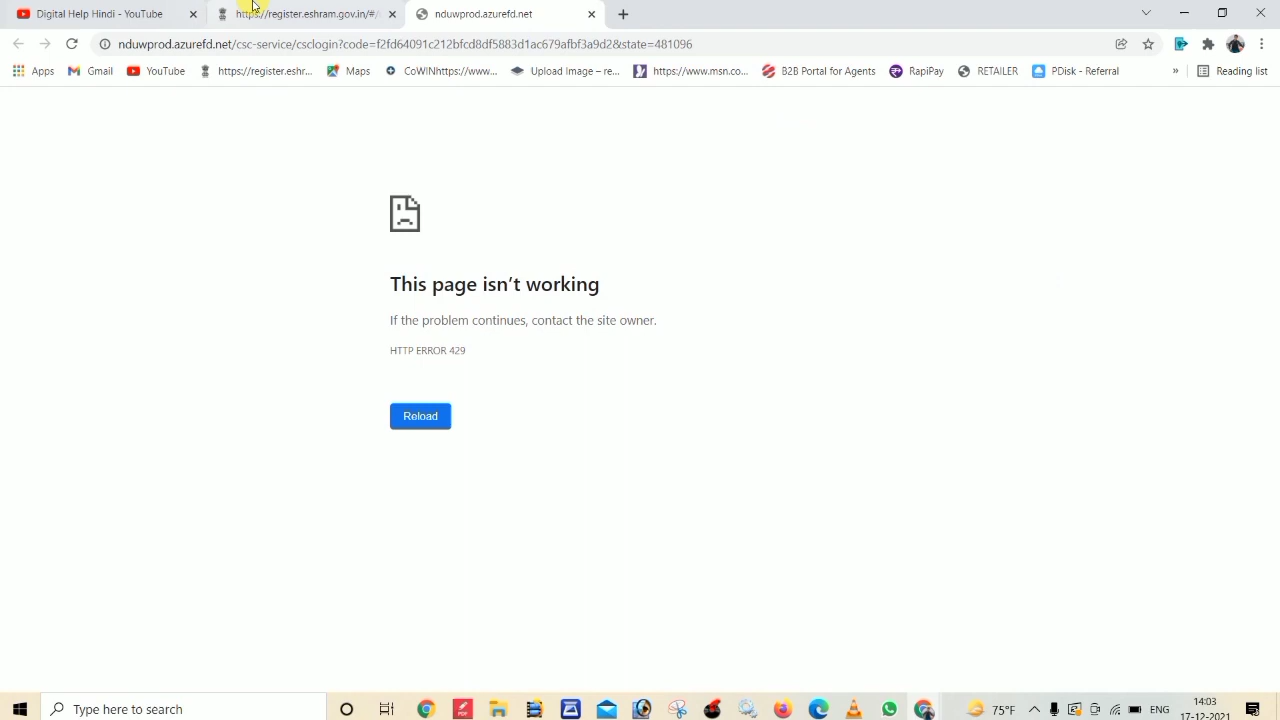 Digital Help Hindi - YouTube
https://register.eshram.gov.in/#/
nduwprod.azurefd.net
nduwprod.azurefd.net/csc-service/csclogin?code=f2fd64091c212bfcd9f5883d1ac679afbf3a9d2&state=481096
Apps Gmail YouTube https://register.eshr... Maps CoWINhttps://www... Upload Image – re... https://www.msn.co... B2B Portal for Agents RapiPay RETAILER PDisk - Referral » Reading list
This page isn't working
If the problem continues, contact the site owner.
HTTP ERROR 429
Reload
Type here to search
75°F
ENG
14:03
17-12-2021